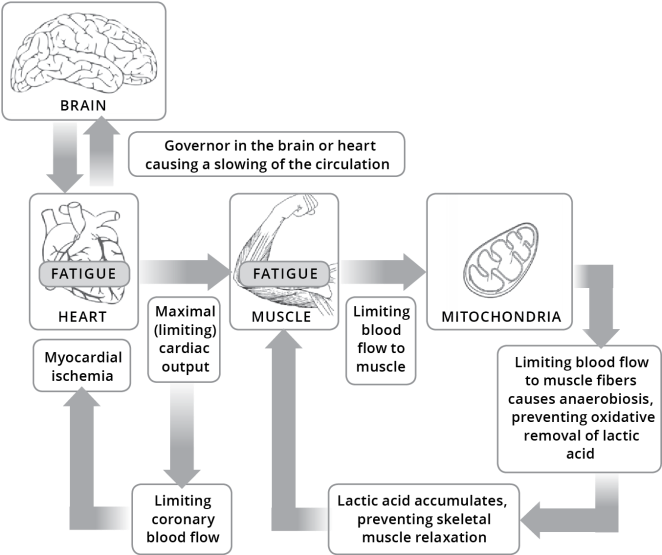 BRAIN
Governor in the brain or heart
causing a slowing of the circulation
FATIGUE
HEART
Maximal
(limiting)
cardiac
output
FATIGUE
MUSCLE
Limiting
blood
flow to
muscle
MITOCHONDRIA
Myocardial
ischemia
Limiting blood flow
to muscle fibers
causes anaerobiosis,
preventing oxidative
removal of lactic
acid
Limiting
coronary
blood flow
Lactic acid accumulates,
preventing skeletal
muscle relaxation